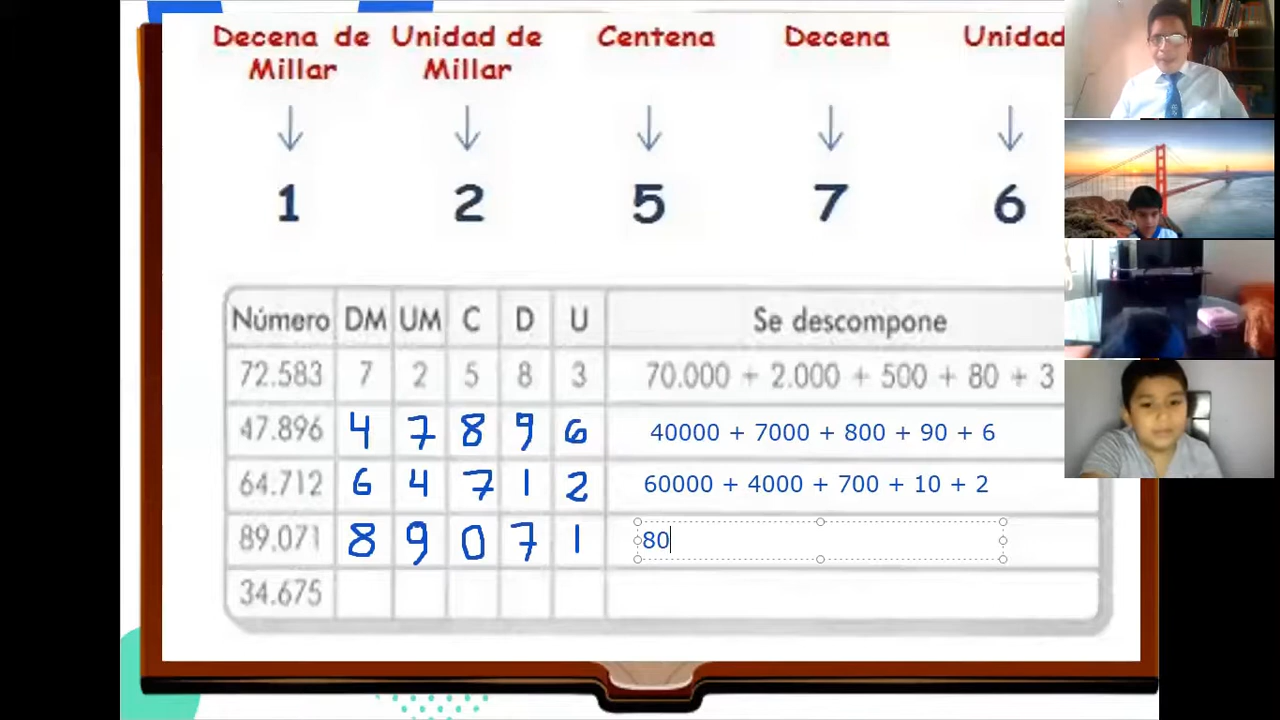 Decena de Millar Unidad de Millar Centena Decena Unidad
1 2 5 7 6
Número DM UM C D U Se descompone
72.583 7 2 5 8 3 70.000 + 2.000 + 500 + 80 + 3
47.896 4 7 8 9 6 40000 + 7000 + 800 + 90 + 6
64.712 6 4 7 1 2 60000 + 4000 + 700 + 10 + 2
89.071 8 9 0 7 1 80
34.675